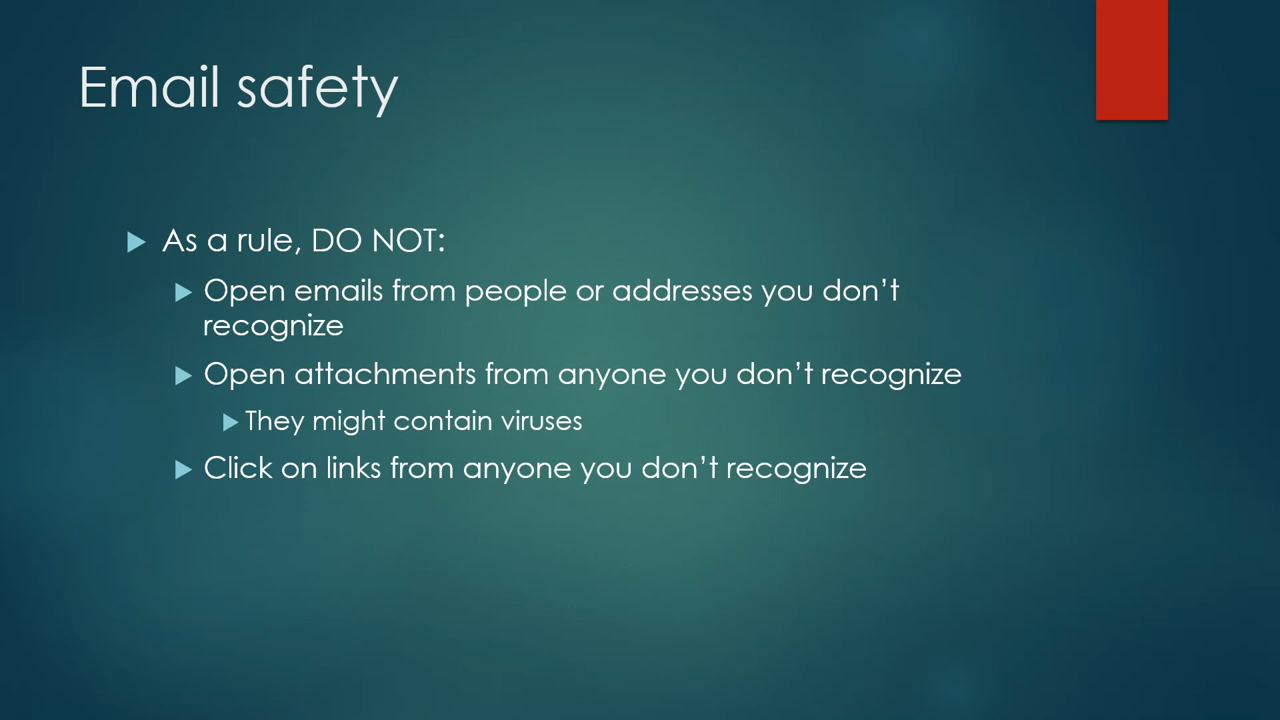 Email safety
As a rule, DO NOT:
Open emails from people or addresses you don’t
recognize
Open attachments from anyone you don’t recognize
They might contain viruses
Click on links from anyone you don’t recognize